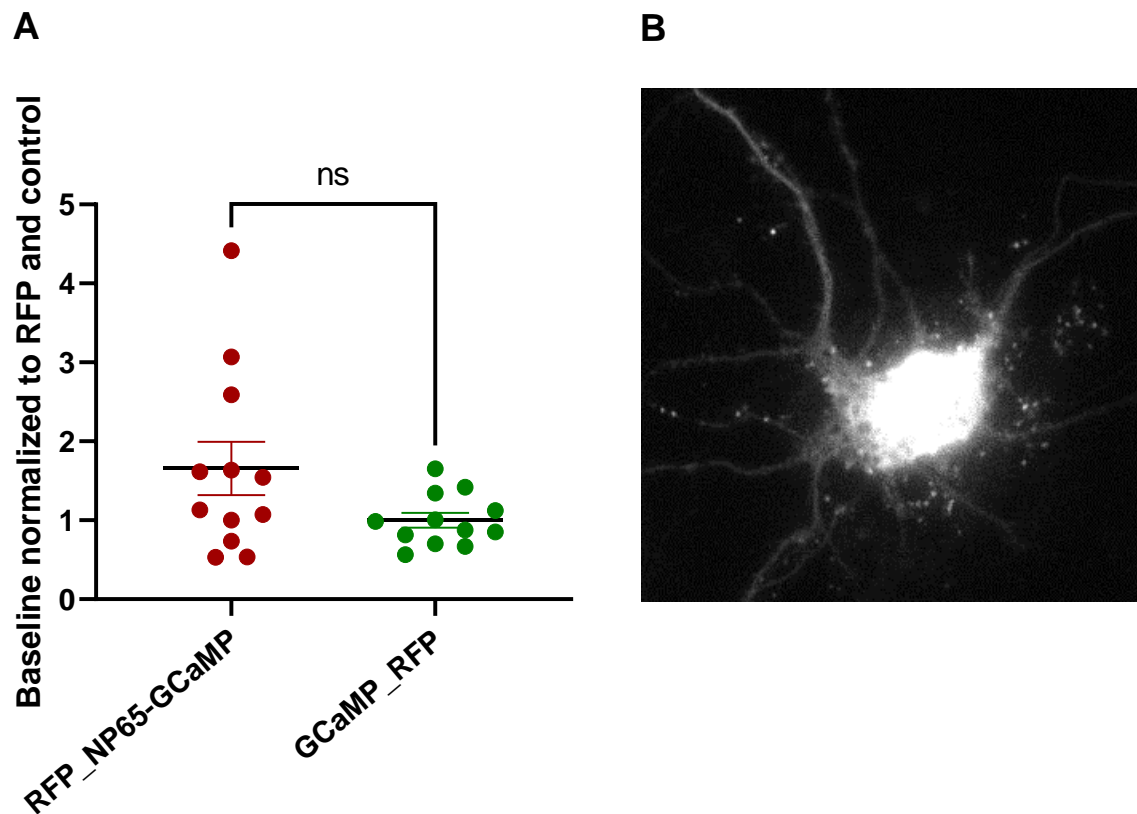 A
B
Baseline normalized to RFP and control
ns
5
4
3
2
1
0
RFP_NP65-GCaMP
GCaMP_RFP